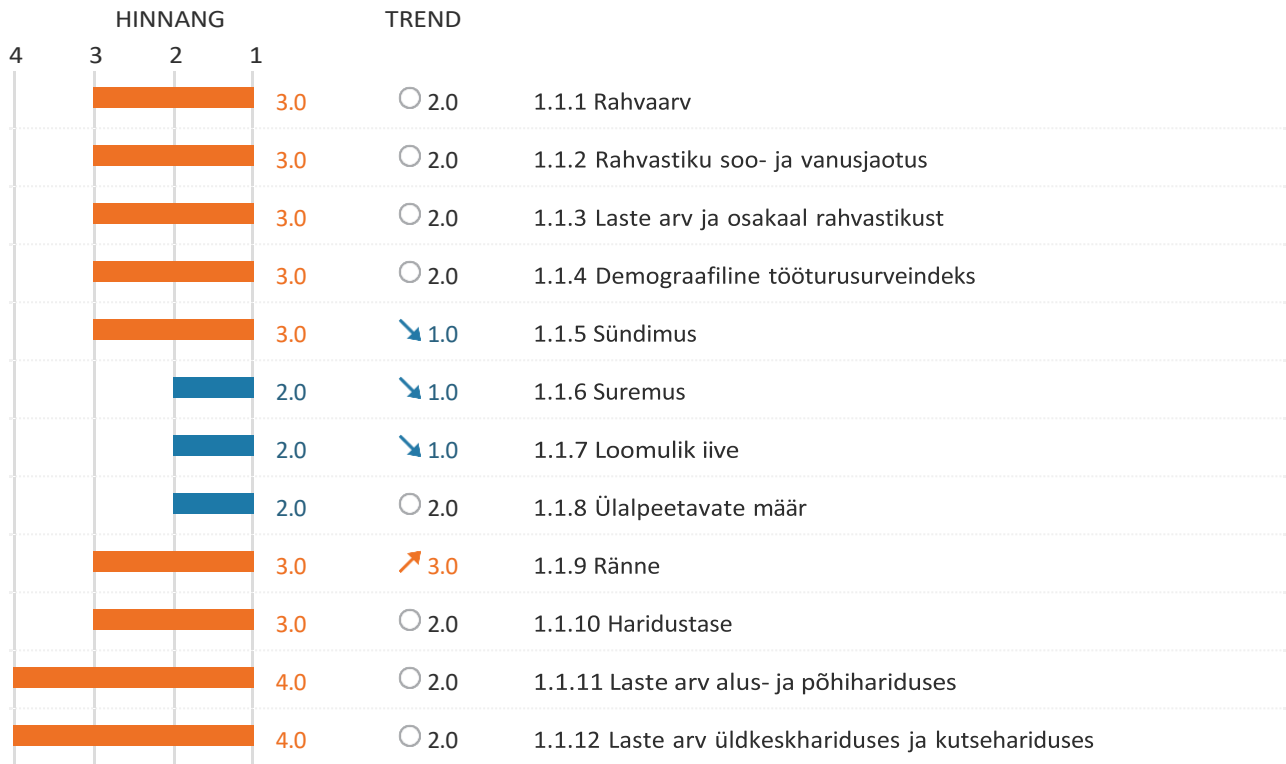 HINNANG TREND
4 3 2 1
3.0 2.0 1.1.1 Rahvaarv
3.0 2.0 1.1.2 Rahvastiku soo- ja vanusjaotus
3.0 2.0 1.1.3 Laste arv ja osakaal rahvastikust
3.0 2.0 1.1.4 Demograafiline tööturusurveindeks
3.0 1.0 1.1.5 Sündimus
2.0 1.0 1.1.6 Suremus
2.0 1.0 1.1.7 Loomulik iive
2.0 2.0 1.1.8 Ülalpeetavate määr
3.0 3.0 1.1.9 Ränne
3.0 2.0 1.1.10 Haridustase
4.0 2.0 1.1.11 Laste arv alus- ja põhihariduses
4.0 2.0 1.1.12 Laste arv üldkeskhariduses ja kutsehariduses